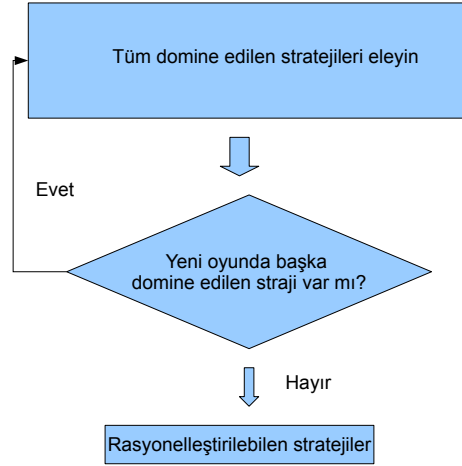 Tüm domine edilen stratejileri eleyin
Evet
Yeni oyunda başka
domine edilen straji var mı?
Hayır
Rasyonelleştirilebilen stratejiler